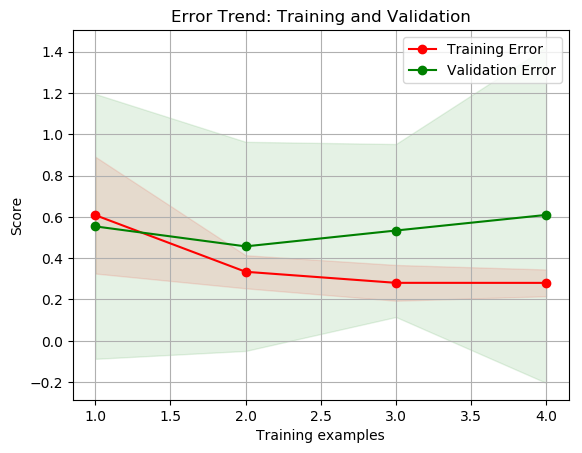 Error Trend: Training and Validation
Training Error
Validation Error
1.4
1.2
1.0
0.8
0.6
0.4
0.2
0.0
−0.2
Score
1.0 1.5 2.0 2.5 3.0 3.5 4.0
Training examples